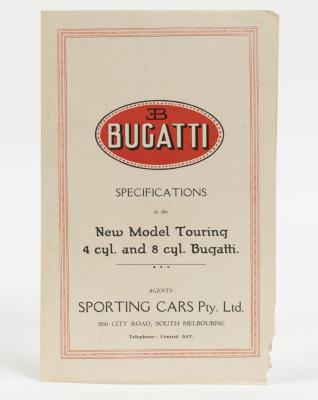 EB
BUGATTI
SPECIFICATIONS
of the
New Model Touring
4 cyl. and 8 cyl. Bugatti.
AGENTS:
SPORTING CARS Pty. Ltd.
260 CITY ROAD, SOUTH MELBOURNE.
Telephone: Central 547.